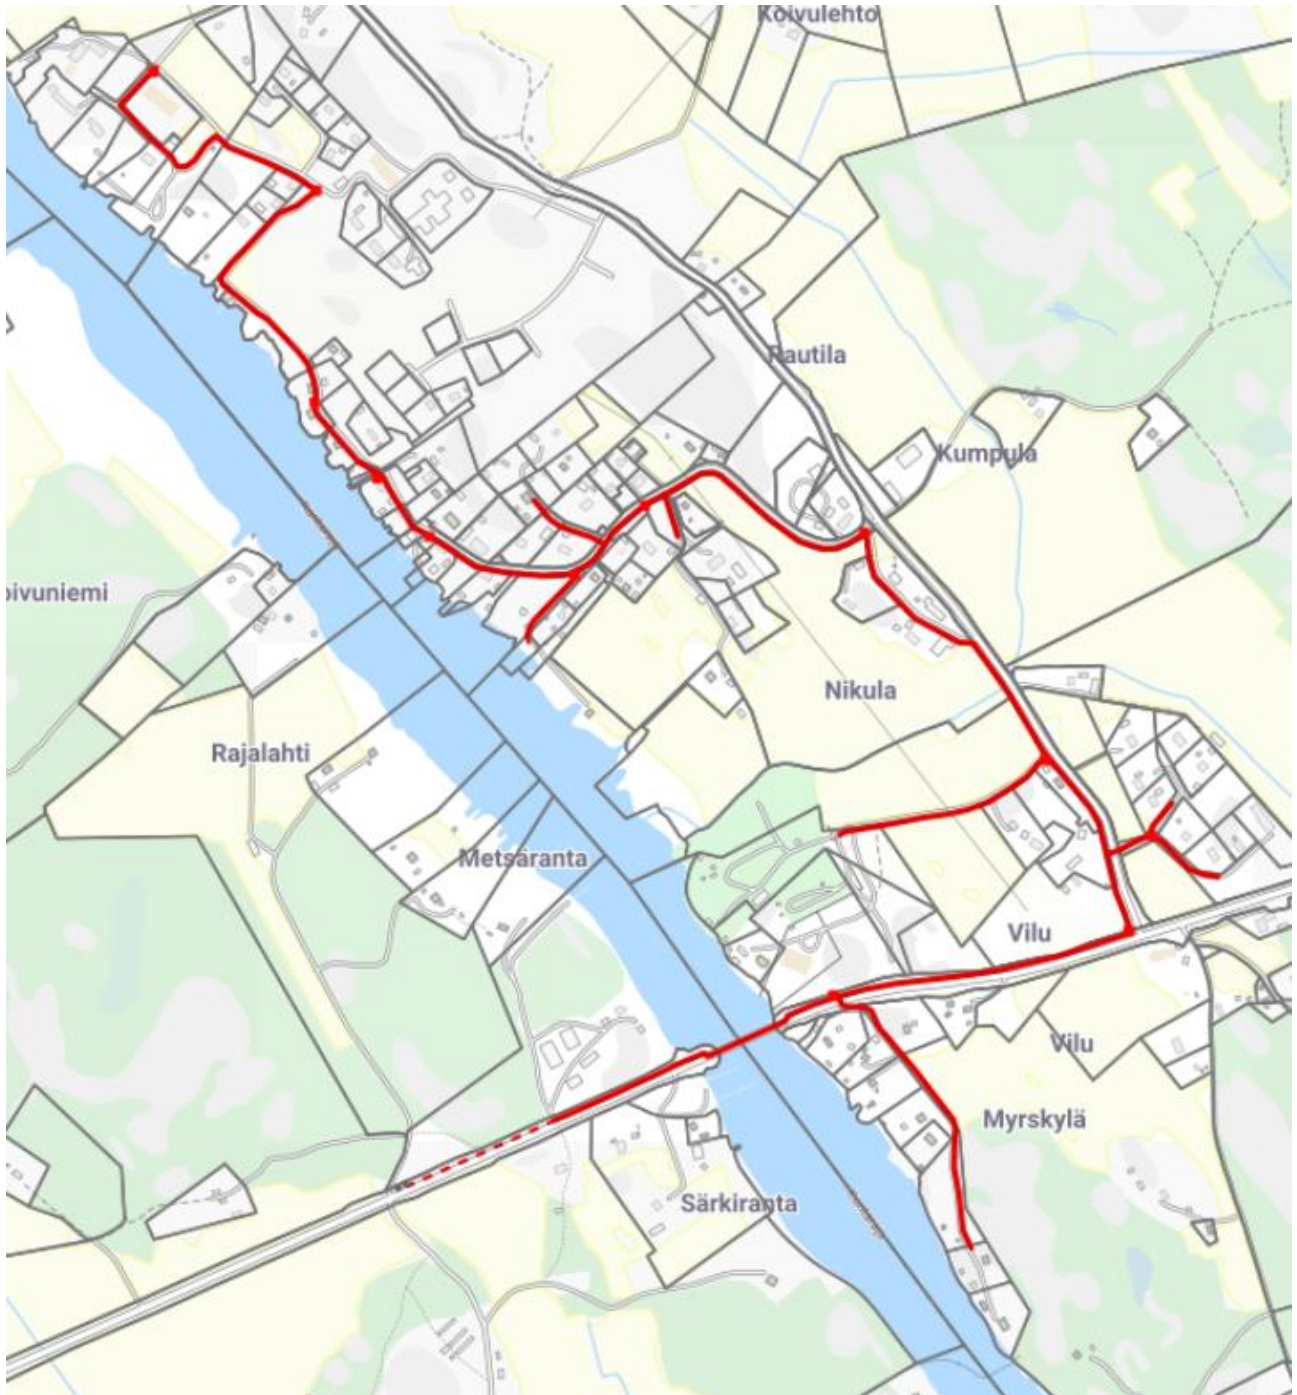 Koivulehto
Rautila
Kumpula
oivuniemi
Nikula
Rajalahti
Metsäranta
Vilu
Vilu
Myrskylä
Särkiranta